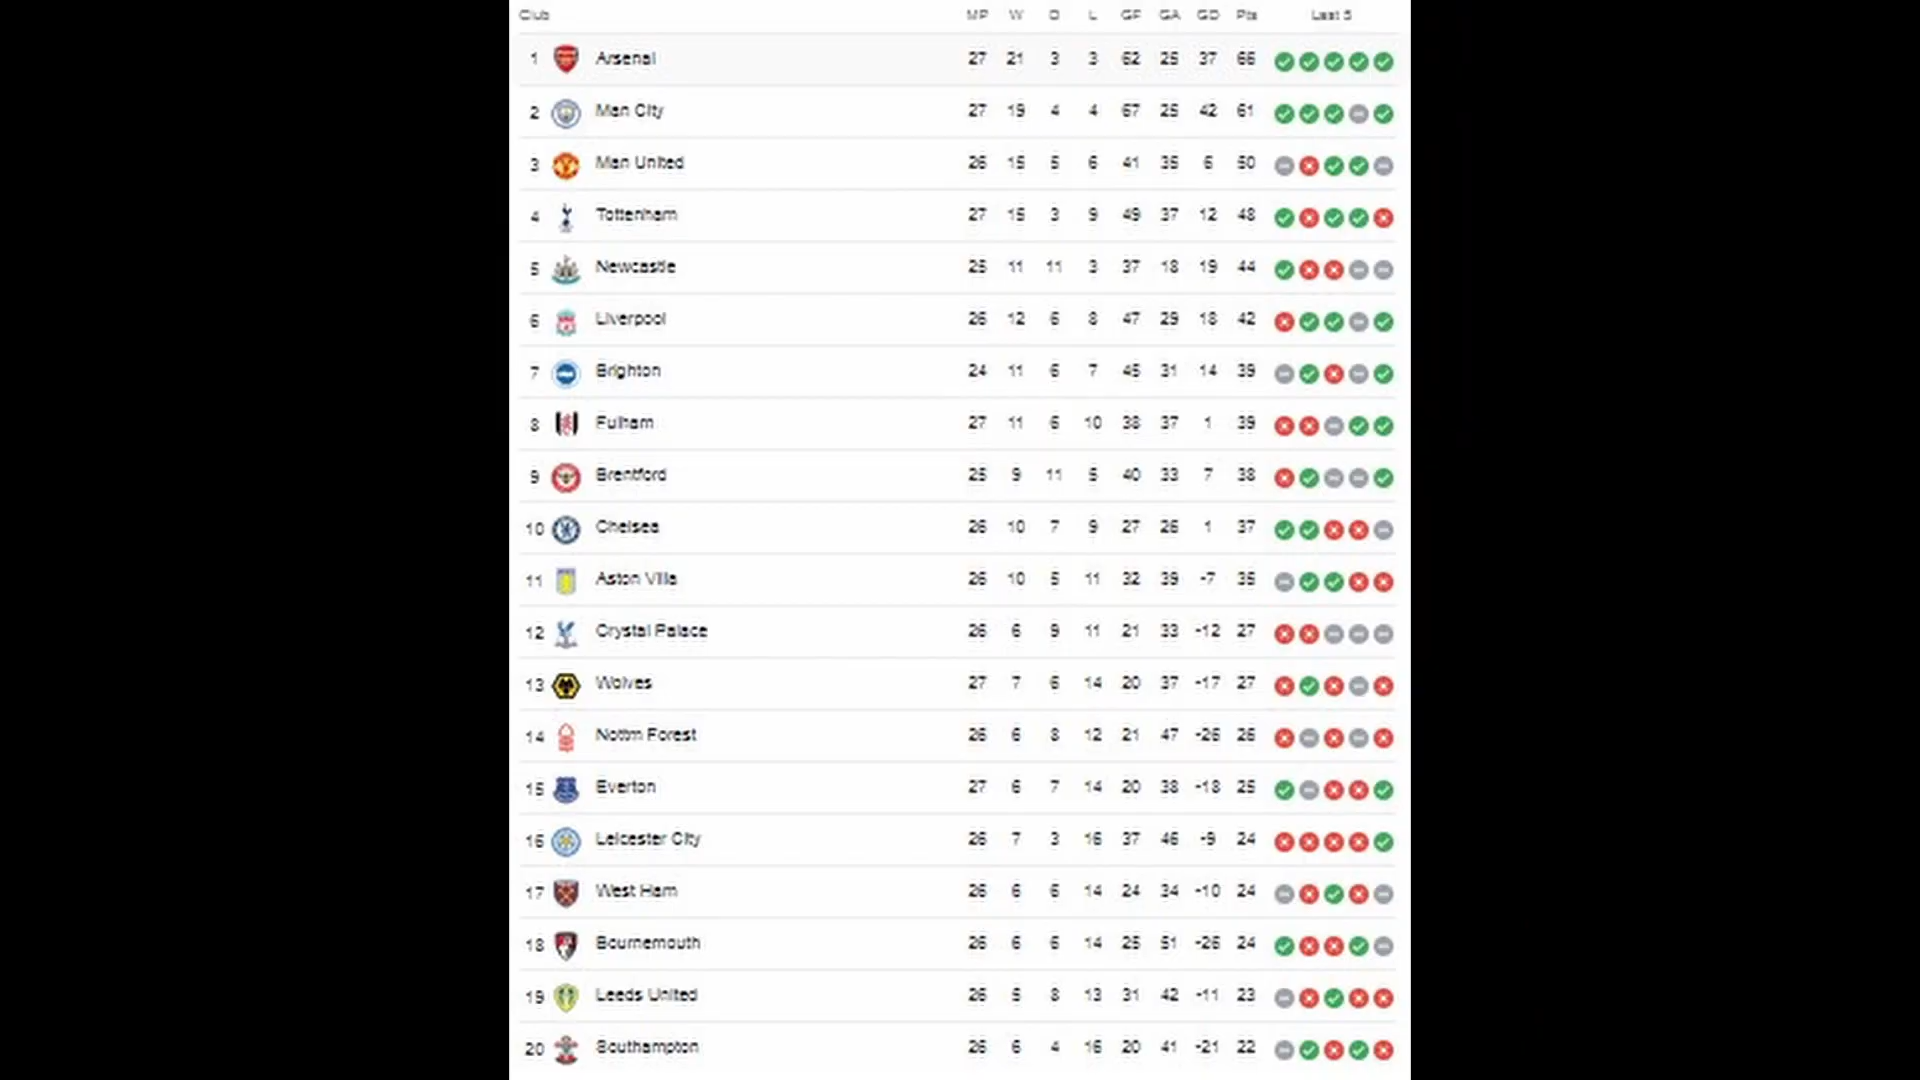 Club MP W D L GF GA GD Pts Last 5
1 Arsenal 27 21 3 3 62 25 37 66
2 Man City 27 19 4 4 67 25 42 61
3 Man United 26 15 5 6 41 35 6 50
4 Tottenham 27 15 3 9 49 37 12 48
5 Newcastle 25 11 11 3 37 18 19 44
6 Liverpool 26 12 6 8 47 29 18 42
7 Brighton 24 11 6 7 45 31 14 39
8 Fulham 27 11 6 10 38 37 1 39
9 Brentford 25 9 11 5 40 33 7 38
10 Chelsea 26 10 7 9 27 26 1 37
11 Aston Villa 26 10 5 11 32 39 -7 35
12 Crystal Palace 26 6 9 11 21 33 -12 27
13 Wolves 27 7 6 14 20 37 -17 27
14 Nottm Forest 26 6 8 12 21 47 -26 26
15 Everton 27 6 7 14 20 38 -18 25
16 Leicester City 26 7 3 16 37 46 -9 24
17 West Ham 26 6 6 14 24 34 -10 24
18 Bournemouth 26 6 6 14 25 51 -26 24
19 Leeds United 26 5 8 13 31 42 -11 23
20 Southampton 26 6 4 16 20 41 -21 22